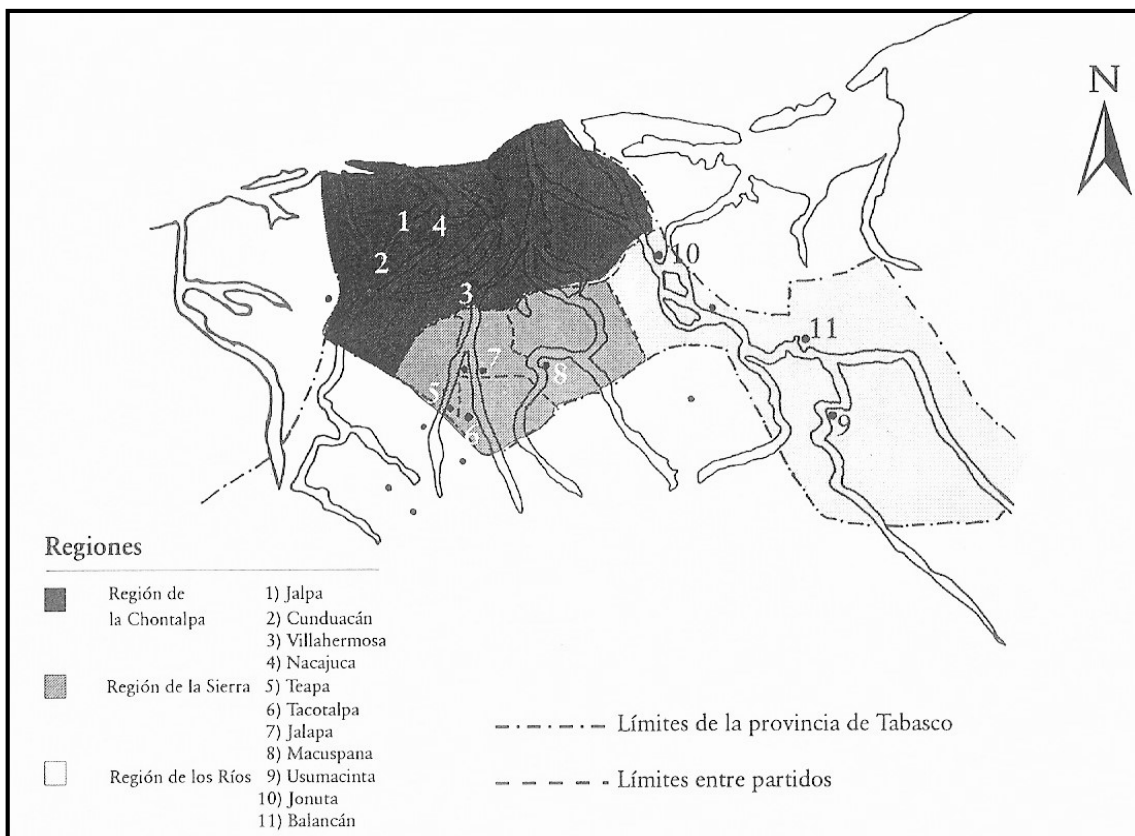 N
1
4
2
10
3
11
7
8
5
6
9
Regiones
Región de
la Chontalpa
1) Jalpa
2) Cunduacán
3) Villahermosa
4) Nacajuca
Región de la Sierra
5) Teapa
6) Tacotalpa
7) Jalapa
8) Macuspana
Región de los Ríos
9) Usumacinta
10) Jonuta
11) Balancán
Límites de la provincia de Tabasco
Límites entre partidos